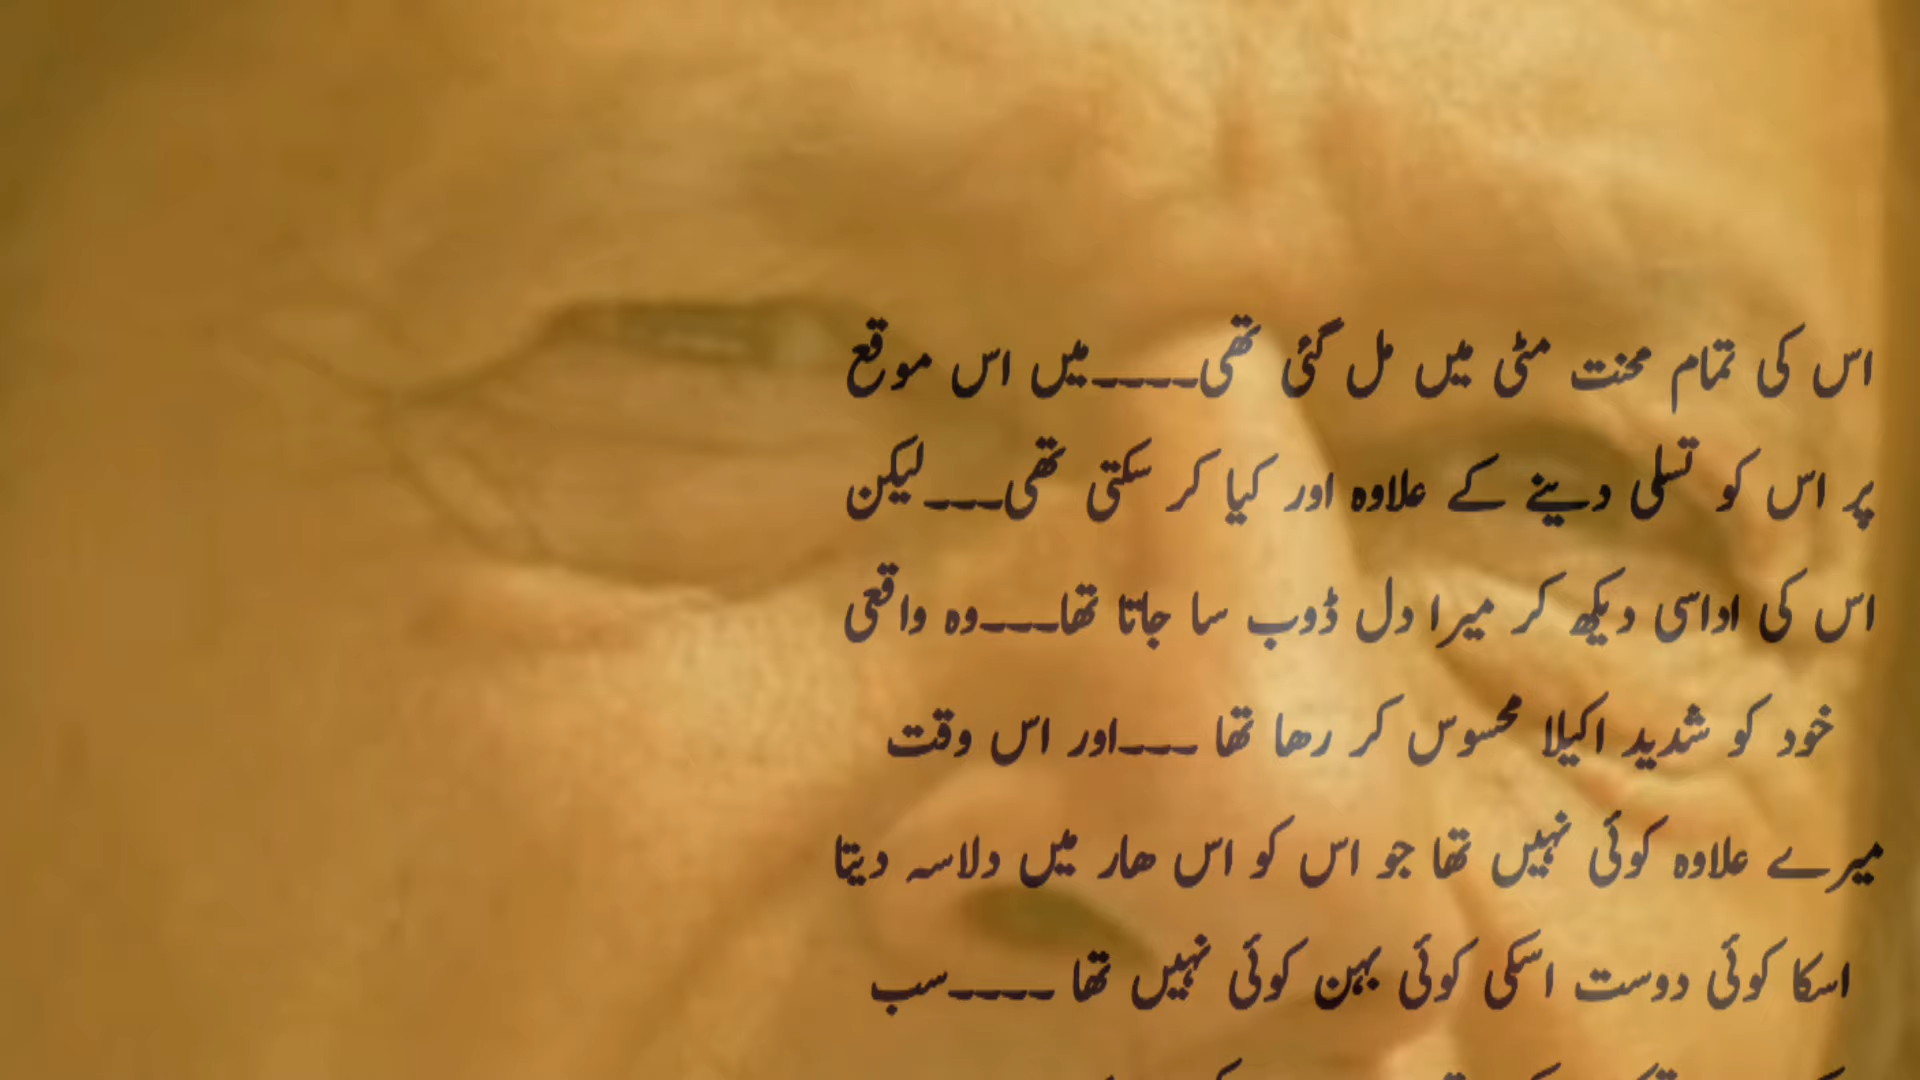 اس کی تمام محنت مٹی میں مل گئی تھی۔۔۔۔میں اس موقع
پر اس کو تسلی دینے کے علاوہ اور کیا کر سکتی تھی۔۔۔لیکن
اس کی اداسی دیکھ کر میرا دل ڈوب سا جاتا تھا۔۔۔وہ واقعی
خود کو شدید اکیلا محسوس کر رھا تھا ۔۔۔اور اس وقت
میرے علاوہ کوئی نہیں تھا جو اس کو اس ھار میں دلاسہ دیتا
اسکا کوئی دوست اسکی کوئی بہن کوئی نہیں تھا ۔۔۔۔سب